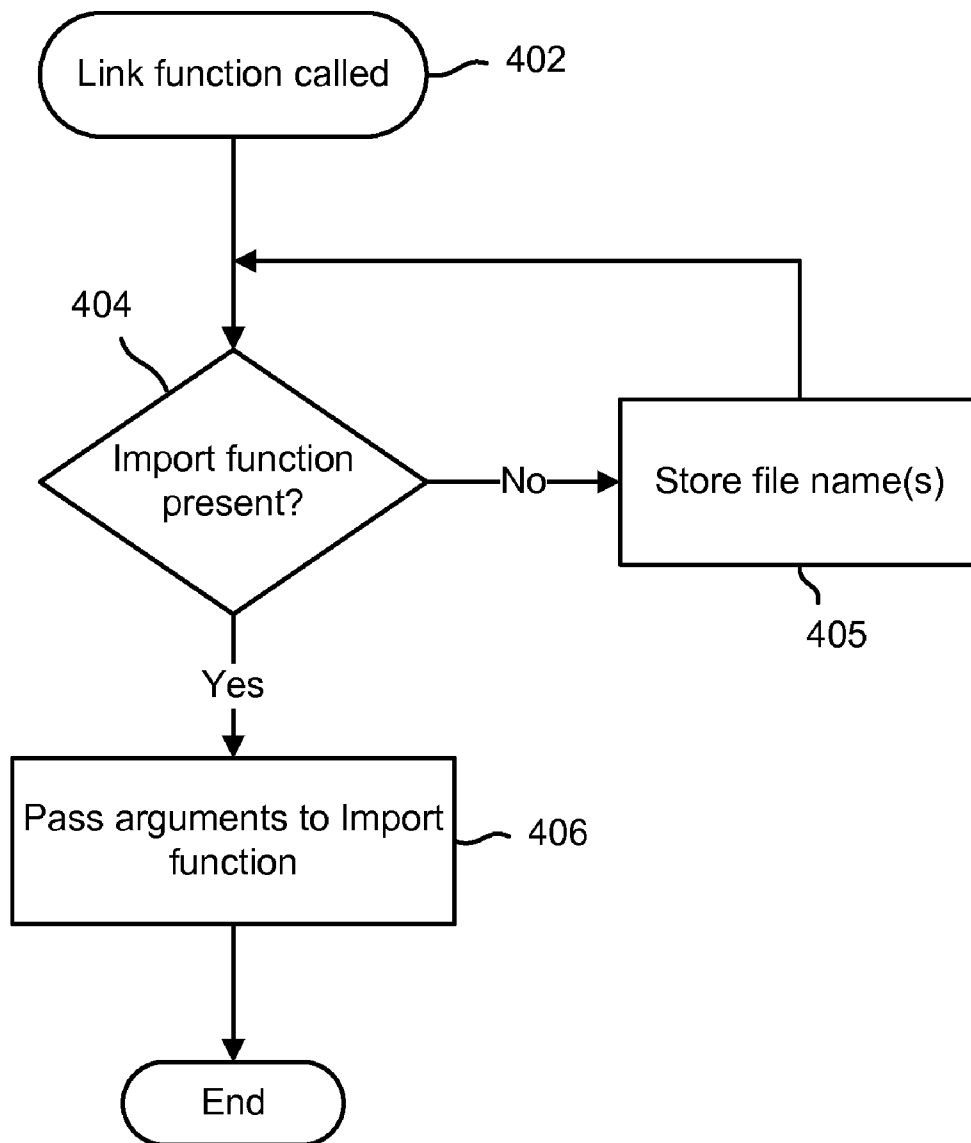 Link function called
402
404
Import function
present?
No
Store file name(s)
405
Yes
Pass arguments to Import
function
406
End